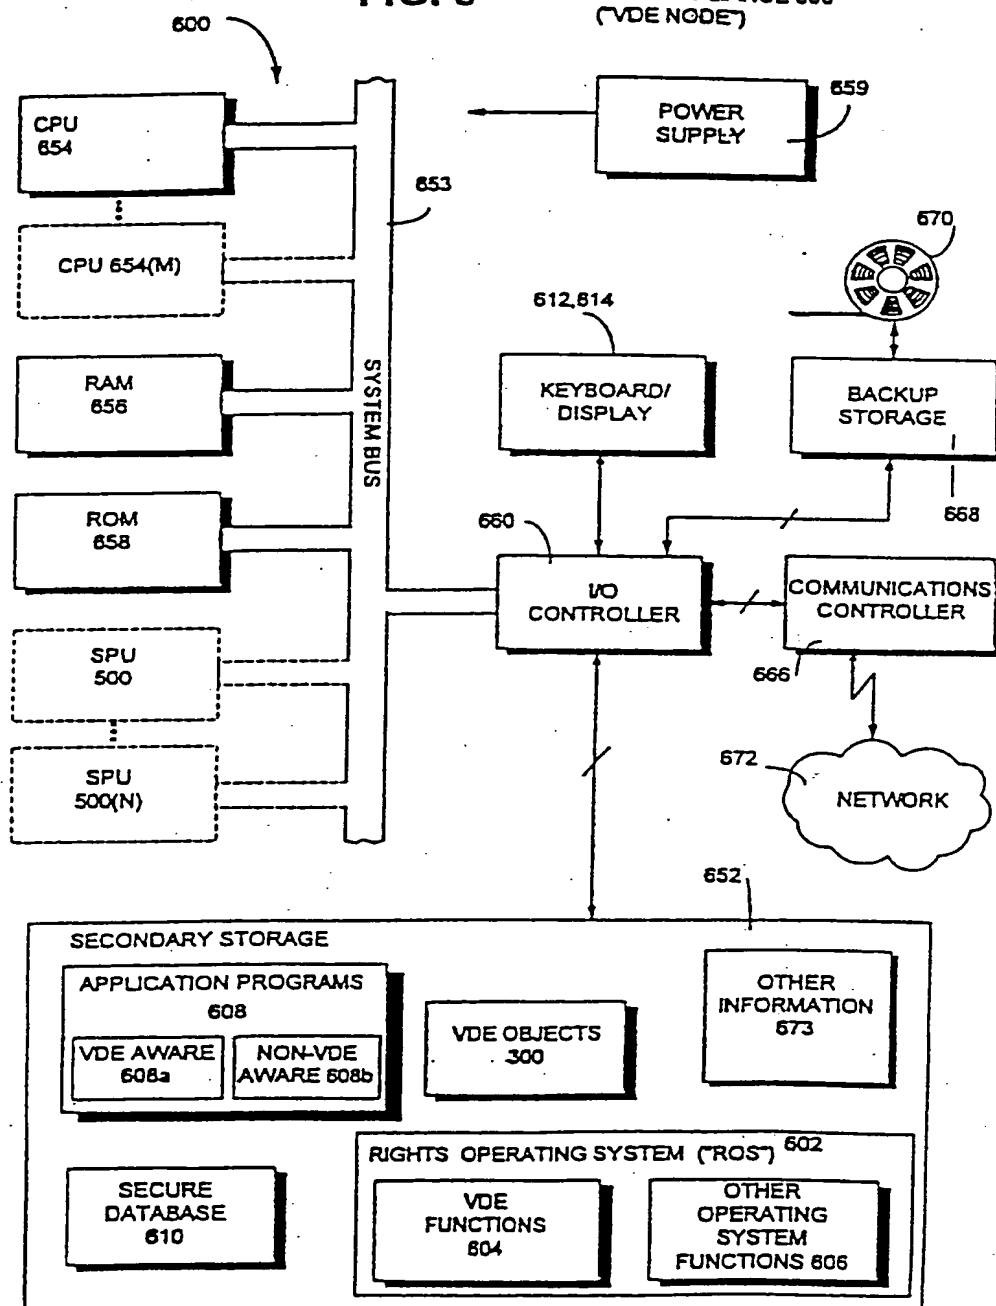 ("VDE NODE")
600
CPU
654
POWER
SUPPLY
659
653
CPU 654(M)
670
612,614
RAM
656
SYSTEM BUS
KEYBOARD/
DISPLAY
BACKUP
STORAGE
668
ROM
658
660
I/O
CONTROLLER
COMMUNICATIONS
CONTROLLER
666
SPU
500
672
NETWORK
SPU
500(N)
652
SECONDARY STORAGE
APPLICATION PROGRAMS
608
VDE AWARE
608a
NON-VDE
AWARE 608b
VDE OBJECTS
300
OTHER
INFORMATION
673
RIGHTS OPERATING SYSTEM ("ROS") 602
SECURE
DATABASE
610
VDE
FUNCTIONS
604
OTHER
OPERATING
SYSTEM
FUNCTIONS 606